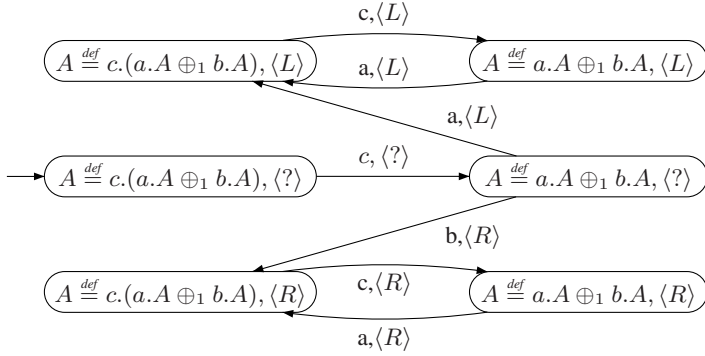 c,⟨L⟩
A ≝ c.(a.A ⊕₁ b.A), ⟨L⟩
A ≝ a.A ⊕₁ b.A, ⟨L⟩
a,⟨L⟩
a,⟨L⟩
c, ⟨?⟩
A ≝ c.(a.A ⊕₁ b.A), ⟨?⟩
A ≝ a.A ⊕₁ b.A, ⟨?⟩
b,⟨R⟩
A ≝ c.(a.A ⊕₁ b.A), ⟨R⟩
c,⟨R⟩
A ≝ a.A ⊕₁ b.A, ⟨R⟩
a,⟨R⟩